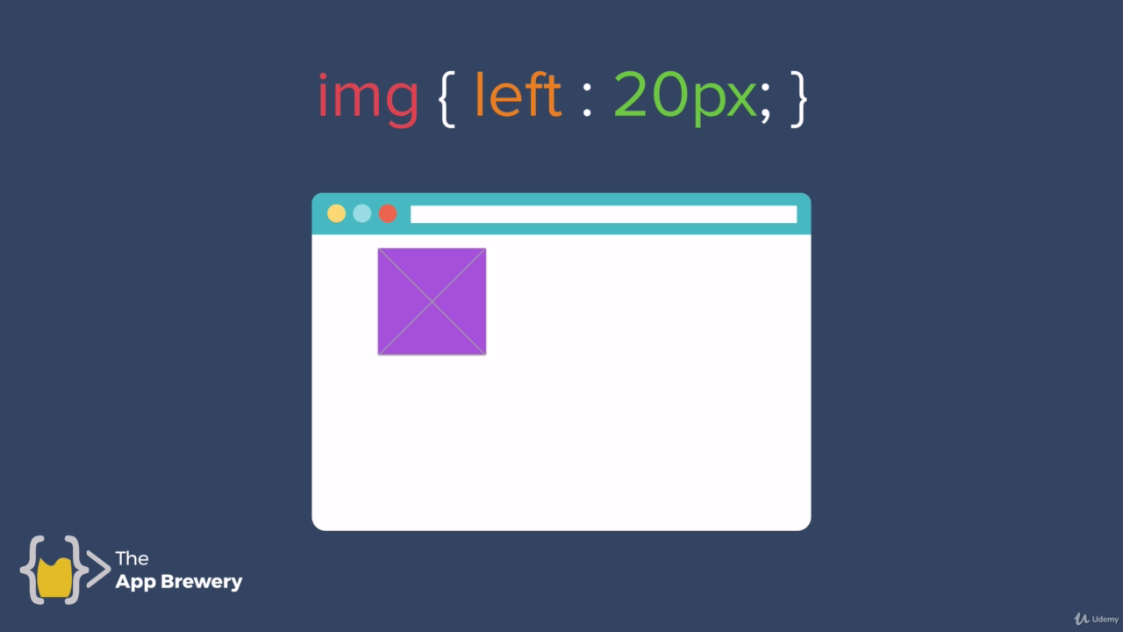 img { left : 20px; }
The
App Brewery
Udemy